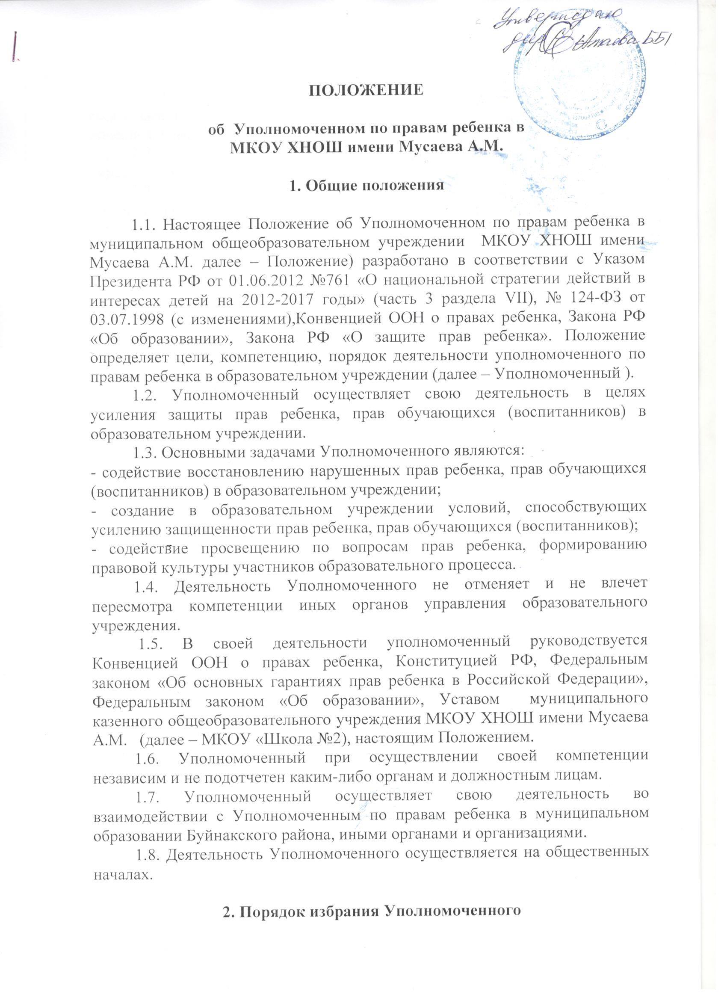 Утверждаю
дир Атаева ББ
ПОЛОЖЕНИЕ
об Уполномоченном по правам ребенка в
МКОУ ХНОШ имени Мусаева А.М.
1. Общие положения
1.1. Настоящее Положение об Уполномоченном по правам ребенка в
муниципальном общеобразовательном учреждении МКОУ ХНОШ имени
Мусаева А.М. далее – Положение) разработано в соответствии с Указом
Президента РФ от 01.06.2012 №761 «О национальной стратегии действий в
интересах детей на 2012-2017 годы» (часть 3 раздела VII), № 124-ФЗ от
03.07.1998 (с изменениями),Конвенцией ООН о правах ребенка, Закона РФ
«Об образовании», Закона РФ «О защите прав ребенка». Положение
определяет цели, компетенцию, порядок деятельности уполномоченного по
правам ребенка в образовательном учреждении (далее – Уполномоченный ).
1.2. Уполномоченный осуществляет свою деятельность в целях
усиления защиты прав ребенка, прав обучающихся (воспитанников) в
образовательном учреждении.
1.3. Основными задачами Уполномоченного являются:
- содействие восстановлению нарушенных прав ребенка, прав обучающихся
(воспитанников) в образовательном учреждении;
- создание в образовательном учреждении условий, способствующих
усилению защищенности прав ребенка, прав обучающихся (воспитанников);
- содействие просвещению по вопросам прав ребенка, формированию
правовой культуры участников образовательного процесса.
1.4. Деятельность Уполномоченного не отменяет и не влечет
пересмотра компетенции иных органов управления образовательного
учреждения.
1.5. В своей деятельности уполномоченный руководствуется
Конвенцией ООН о правах ребенка, Конституцией РФ, Федеральным
законом «Об основных гарантиях прав ребенка в Российской Федерации»,
Федеральным законом «Об образовании», Уставом муниципального
казенного общеобразовательного учреждения МКОУ ХНОШ имени Мусаева
А.М. (далее – МКОУ «Школа №2), настоящим Положением.
1.6. Уполномоченный при осуществлении своей компетенции
независим и не подотчетен каким-либо органам и должностным лицам.
1.7. Уполномоченный осуществляет свою деятельность во
взаимодействии с Уполномоченным по правам ребенка в муниципальном
образовании Буйнакского района, иными органами и организациями.
1.8. Деятельность Уполномоченного осуществляется на общественных
началах.
2. Порядок избрания Уполномоченного